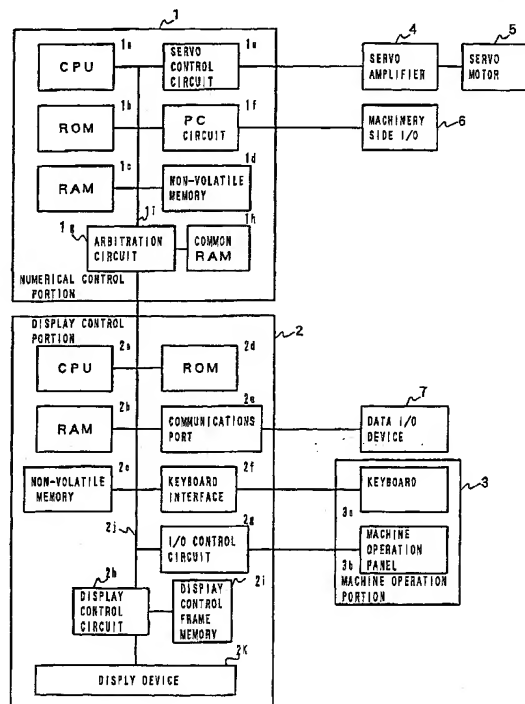 1
4
5
1a
1e
CPU
SERVO
CONTROL
CIRCUIT
SERVO
AMPLIFIER
SERVO
MOTOR
1b
1f
ROM
PC
CIRCUIT
MACHINERY
SIDE I/O
6
1c
1d
RAM
NON-VOLATILE
MEMORY
1i
1g
1h
ARBITRATION
CIRCUIT
COMMON
RAM
NUMERICAL CONTROL
PORTION
DISPLAY CONTROL
PORTION
2
2a
2d
CPU
ROM
2b
2e
7
RAM
COMMUNICATIONS
PORT
DATA I/O
DEVICE
2c
2f
NON-VOLATILE
MEMORY
KEYBOARD
INTERFACE
KEYBOARD
3
3a
2j
2g
I/O CONTROL
CIRCUIT
MACHINE
OPERATION
PANEL
3b
MACHINE OPERATION
PORTION
2h
2i
DISPLAY
CONTROL
CIRCUIT
DISPLAY
CONTROL
FRAME
MEMORY
2K
DISPLY DEVICE